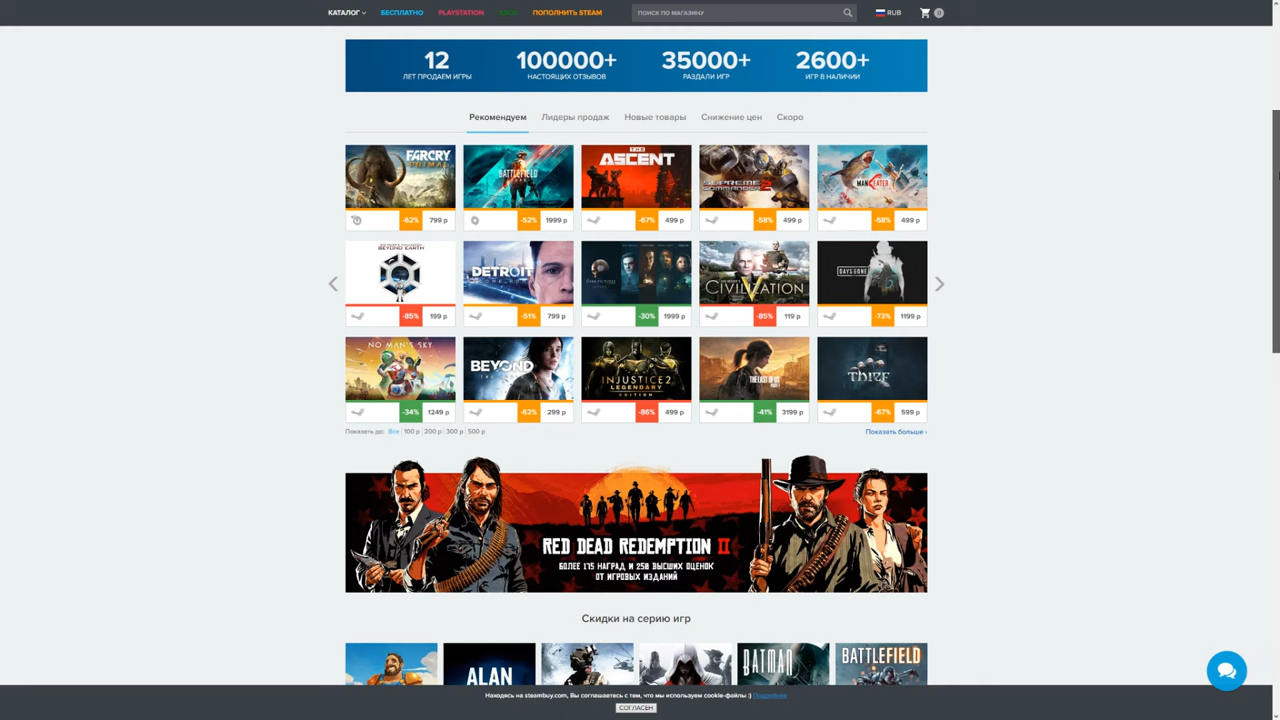 КАТАЛОГ БЕСПЛАТНО PLAYSTATION XBOX ПОПОЛНИТЬ STEAM ПОИСК ПО МАГАЗИНУ RUB 0
12 100000+ 35000+ 2600+
ЛЕТ ПРОДАЕМ ИГРЫ НАСТОЯЩИХ ОТЗЫВОВ РАЗДАЛИ ИГР ИГР В НАЛИЧИИ
Рекомендуем Лидеры продаж Новые товары Снижение цен Скоро
FARCRY PRIMAL
BATTLEFIELD
THE ASCENT
SUPREME COMMANDER 2
MANEATER
-62% 799 р -52% 1999 р -67% 499 р -58% 499 р -58% 499 р
BEYOND EARTH
DETROIT
CIVILIZATION V
DAYS GONE
-85% 199 р -51% 799 р -30% 1999 р -85% 119 р -73% 1199 р
NO MAN'S SKY
BEYOND
INJUSTICE 2
LEGENDARY
EDITION
THE LAST OF US
THIEF
-34% 1249 р -62% 299 р -86% 499 р -41% 3199 р -67% 599 р
Показать до: Все 100 р 200 р 300 р 500 р Показать больше ›
RED DEAD REDEMPTION II
БОЛЕЕ 175 НАГРАД И 250 ВЫСШИХ ОЦЕНОК
ОТ ИГРОВЫХ ИЗДАНИЙ
Скидки на серию игр
ALAN
BATMAN
BATTLEFIELD
Находясь на steambuy.com, Вы соглашаетесь с тем, что мы используем cookie-файлы :) Подробнее
СОГЛАСЕН